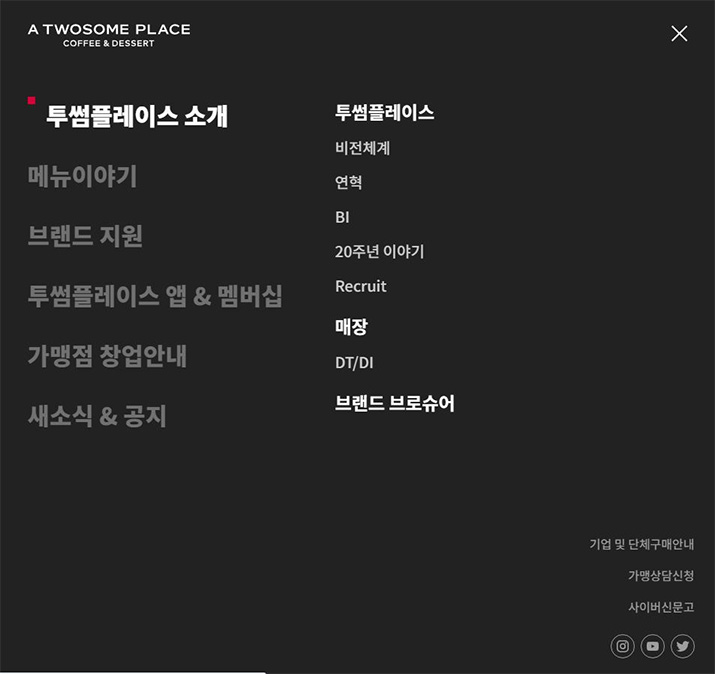 A TWOSOME PLACE
COFFEE & DESSERT
투썸플레이스 소개
메뉴이야기
브랜드 지원
투썸플레이스 앱 & 멤버십
가맹점 창업안내
새소식 & 공지
투썸플레이스
비전체계
연혁
BI
20주년 이야기
Recruit
매장
DT/DI
브랜드 브로슈어
기업 및 단체구매안내
가맹상담신청
사이버신문고